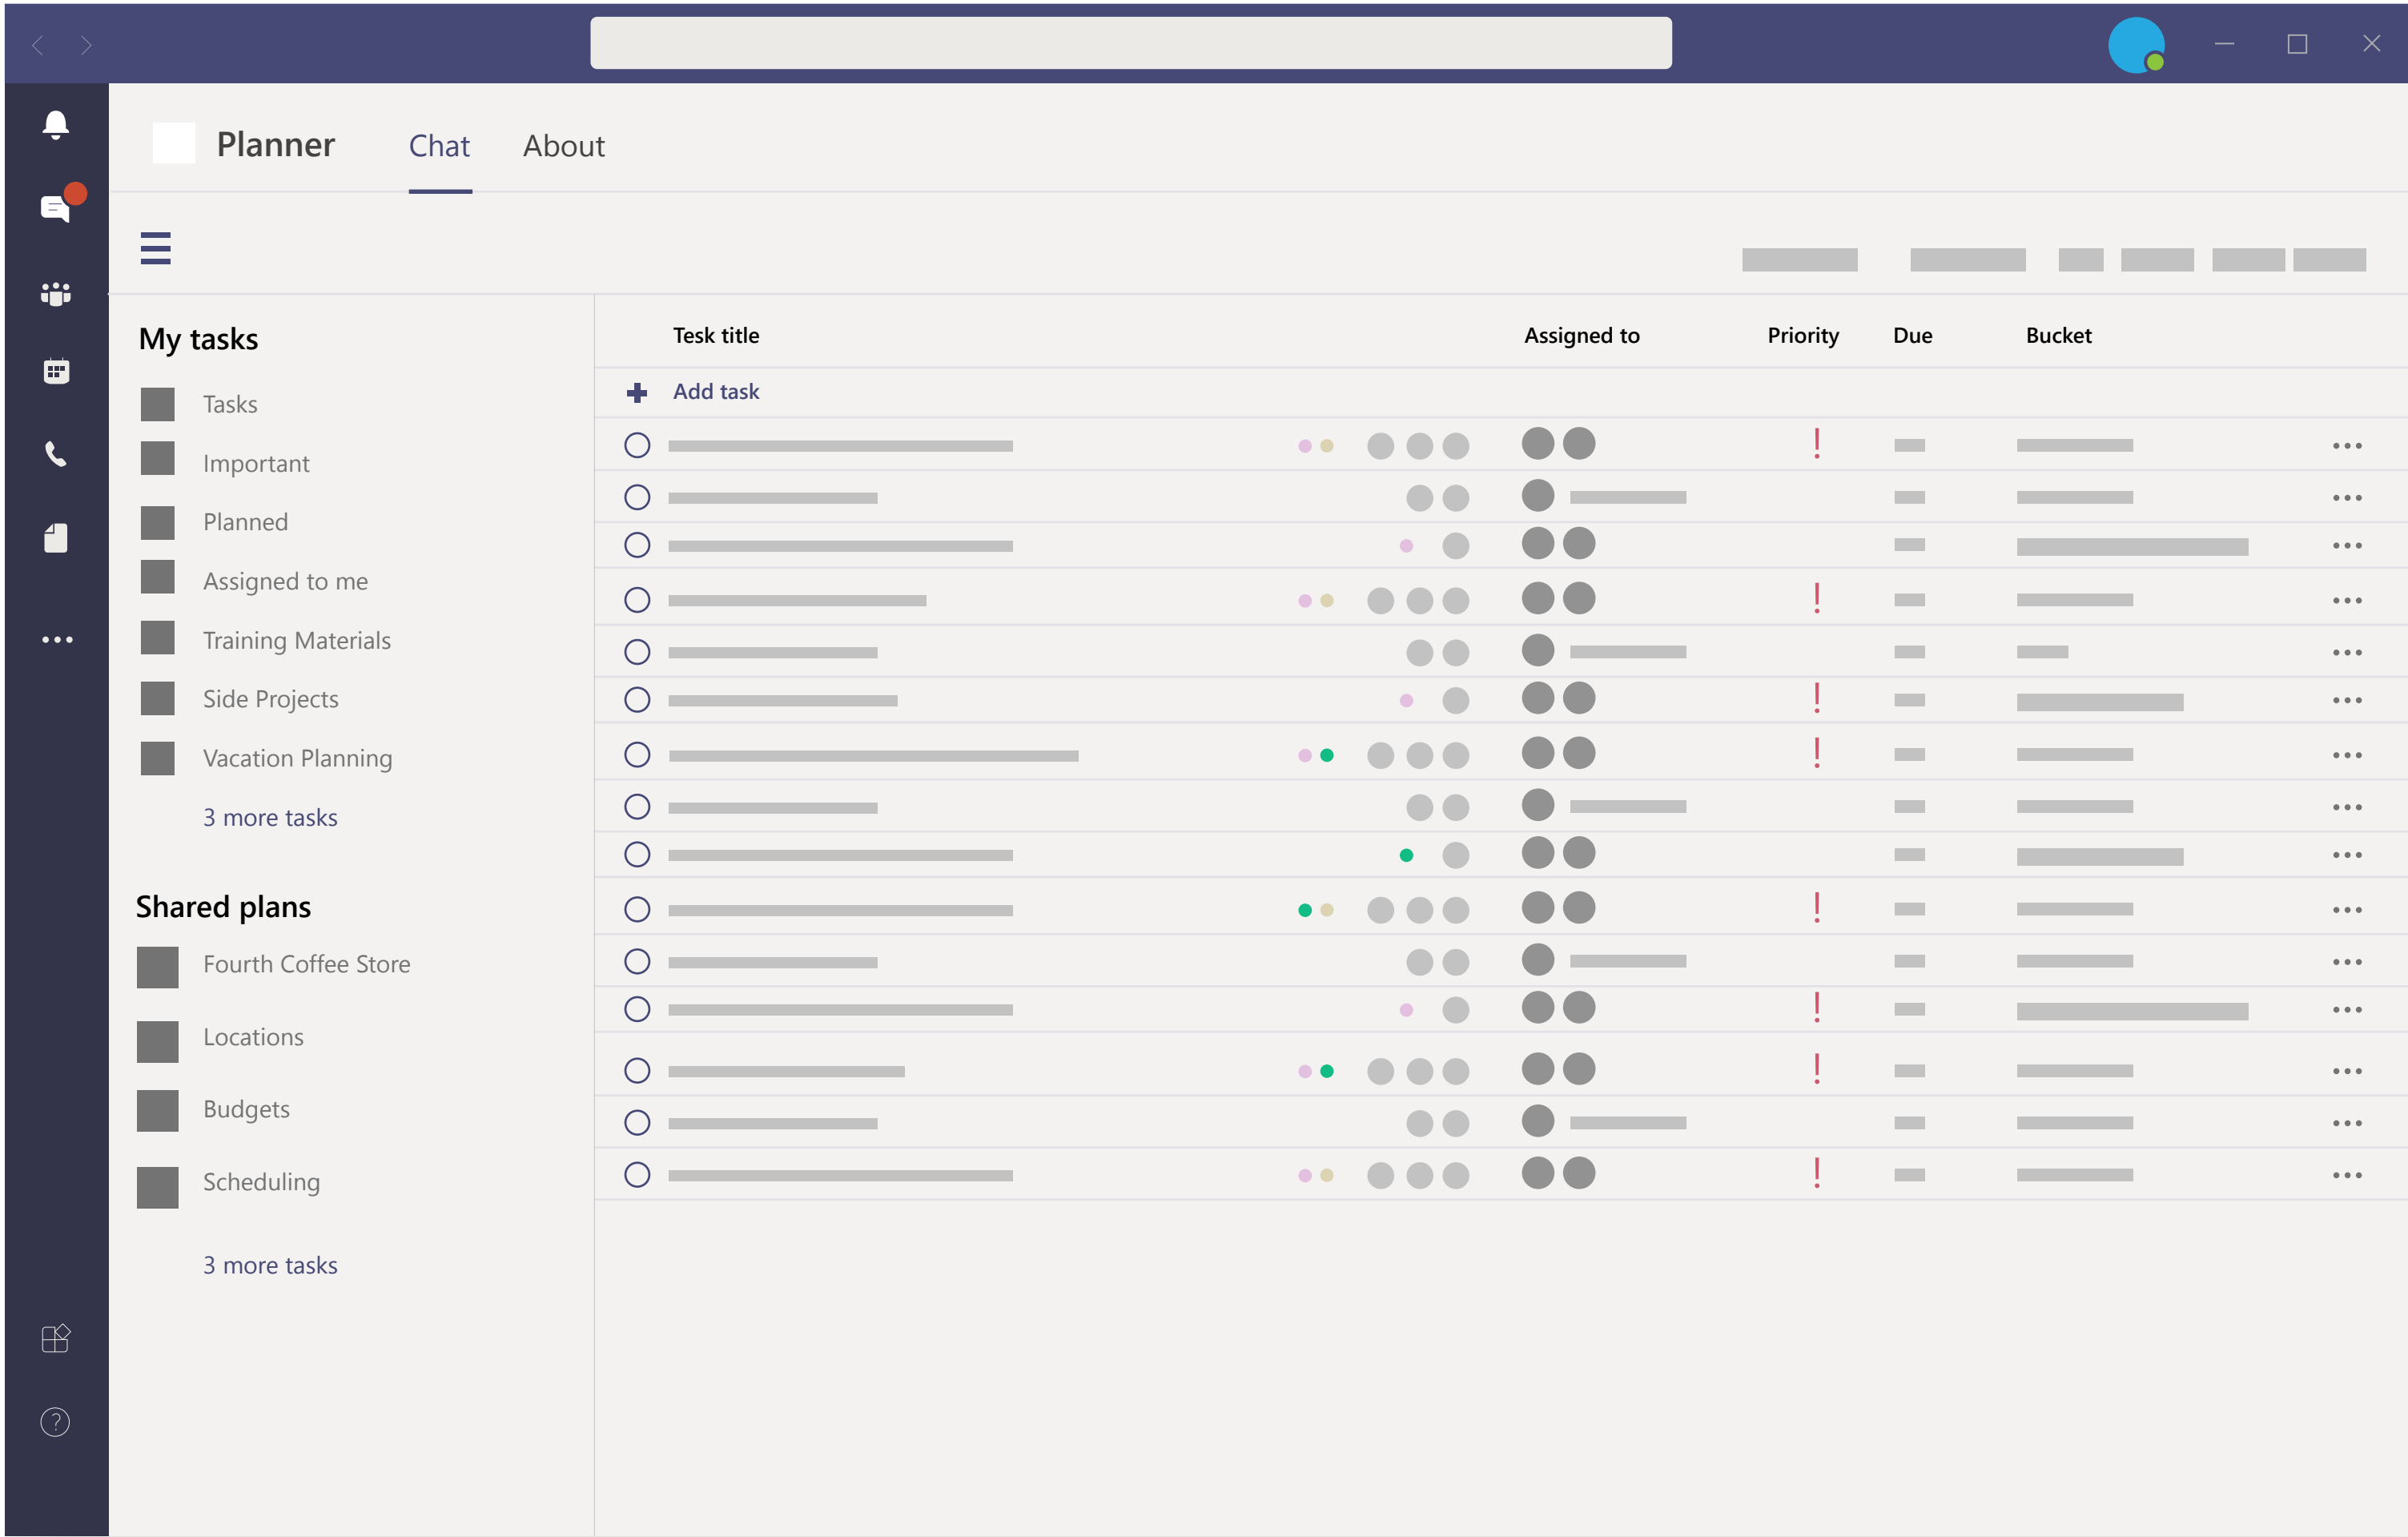 Planner Chat About
My tasks
Tasks
Important
Planned
Assigned to me
Training Materials
Side Projects
Vacation Planning
3 more tasks
Shared plans
Fourth Coffee Store
Locations
Budgets
Scheduling
3 more tasks
Tesk title Assigned to Priority Due Bucket
Add task
!
!
!
!
!
!
!
!
?